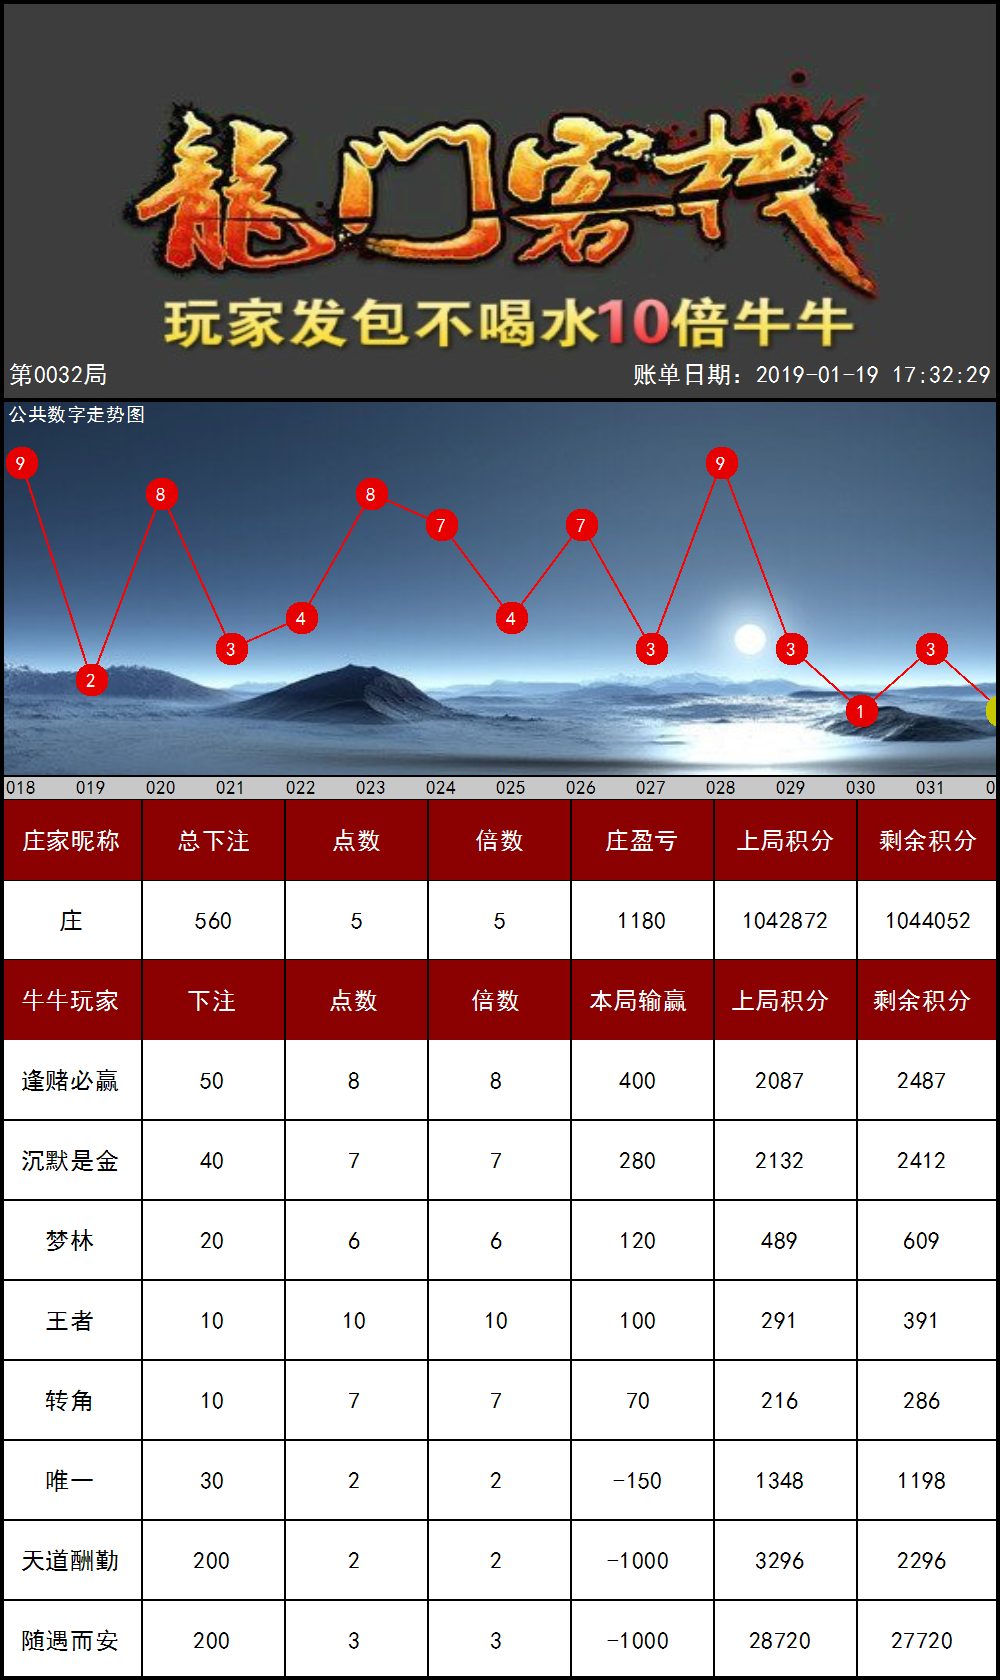 龍门客栈
玩家发包不喝水10倍牛牛
第0032局 账单日期：2019-01-19 17:32:29
公共数字走势图
9 2 8 3 4 8 7 4 7 3 9 3 1 3
018 019 020 021 022 023 024 025 026 027 028 029 030 031 0
庄家昵称 总下注 点数 倍数 庄盈亏 上局积分 剩余积分
庄 560 5 5 1180 1042872 1044052
牛牛玩家 下注 点数 倍数 本局输赢 上局积分 剩余积分
逢赌必赢 50 8 8 400 2087 2487
沉默是金 40 7 7 280 2132 2412
梦林 20 6 6 120 489 609
王者 10 10 10 100 291 391
转角 10 7 7 70 216 286
唯一 30 2 2 -150 1348 1198
天道酬勤 200 2 2 -1000 3296 2296
随遇而安 200 3 3 -1000 28720 27720